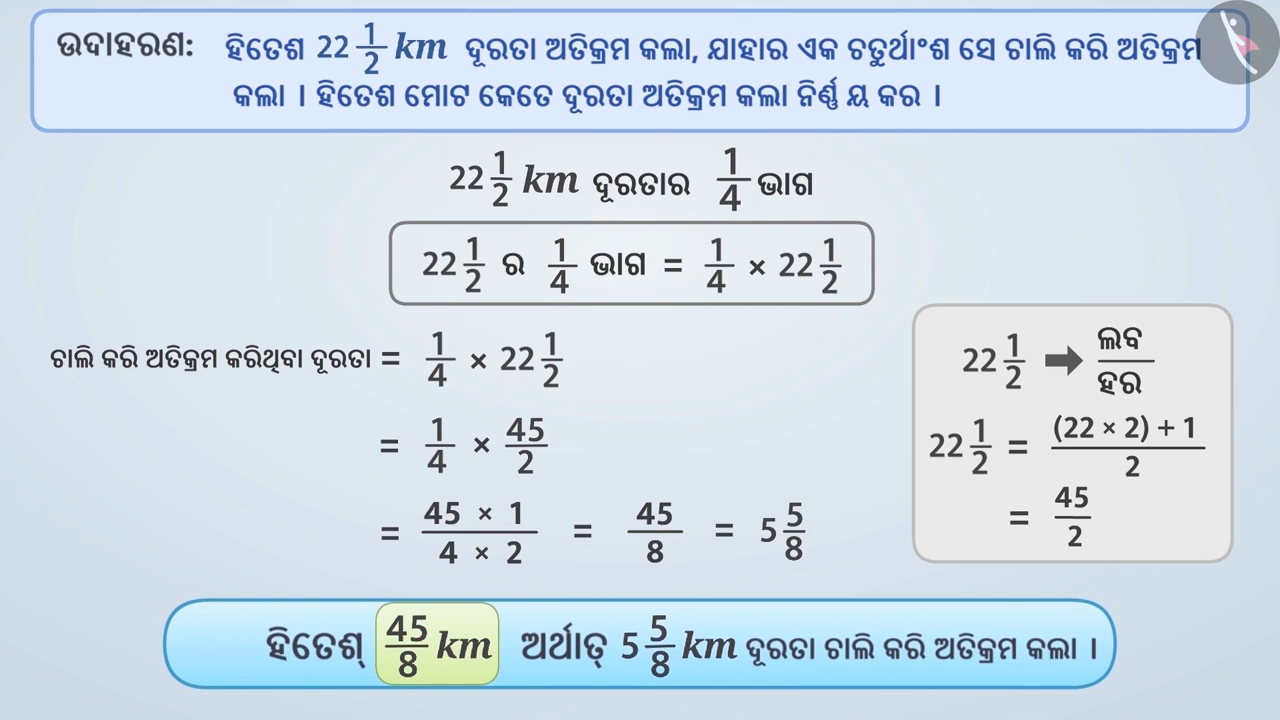 ଉଦାହରଣ: ହିତେଶ 22 1/2 km ଦୂରତା ଅତିକ୍ରମ କଲା, ଯାହାର ଏକ ଚତୁର୍ଥାଂଶ ସେ ଚାଲି କରି ଅତିକ୍ରମ
କଲା । ହିତେଶ ମୋଟ କେତେ ଦୂରତା ଅତିକ୍ରମ କଲା ନିର୍ଣ୍ଣ ୟ କର ।
22 1/2 km ଦୂରତାର 1/4 ଭାଗ
22 1/2 ର 1/4 ଭାଗ = 1/4 × 22 1/2
ଚାଲି କରି ଅତିକ୍ରମ କରିଥିବା ଦୂରତା = 1/4 × 22 1/2
= 1/4 × 45/2
= (45 × 1)/(4 × 2) = 45/8 = 5 5/8
22 1/2 ➡ ଲବ/ହର
22 1/2 = ((22 × 2) + 1)/2
= 45/2
ହିତେଶ୍ 45/8 km ଅର୍ଥାତ୍ 5 5/8 km ଦୂରତା ଚାଲି କରି ଅତିକ୍ରମ କଲା ।